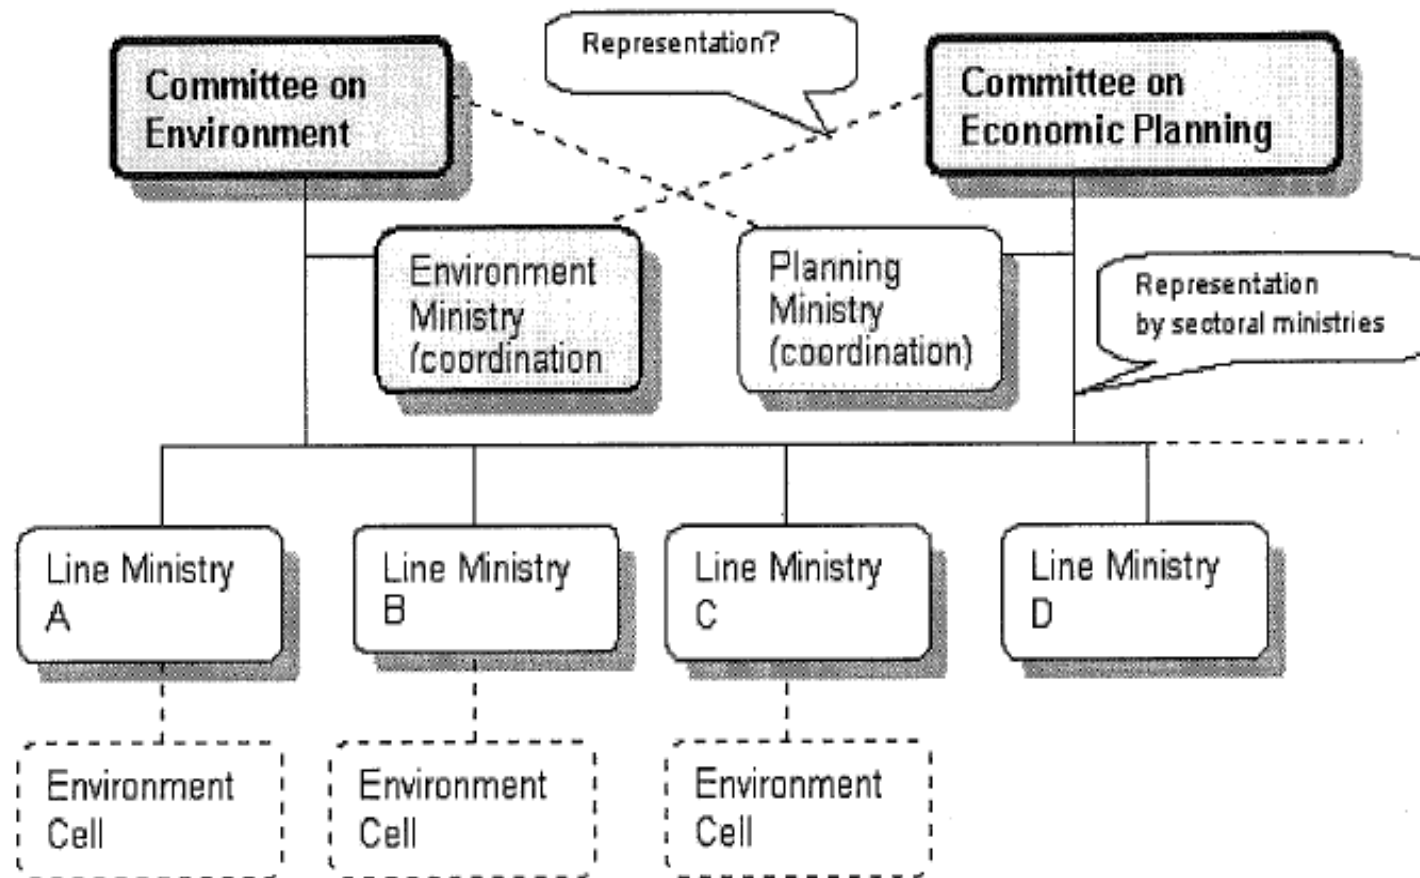 Representation?
Committee on
Environment
Committee on
Economic Planning
Environment
Ministry
(coordination
Planning
Ministry
(coordination)
Representation
by sectoral ministries
Line Ministry
A
Line Ministry
B
Line Ministry
C
Line Ministry
D
Environment
Cell
Environment
Cell
Environment
Cell